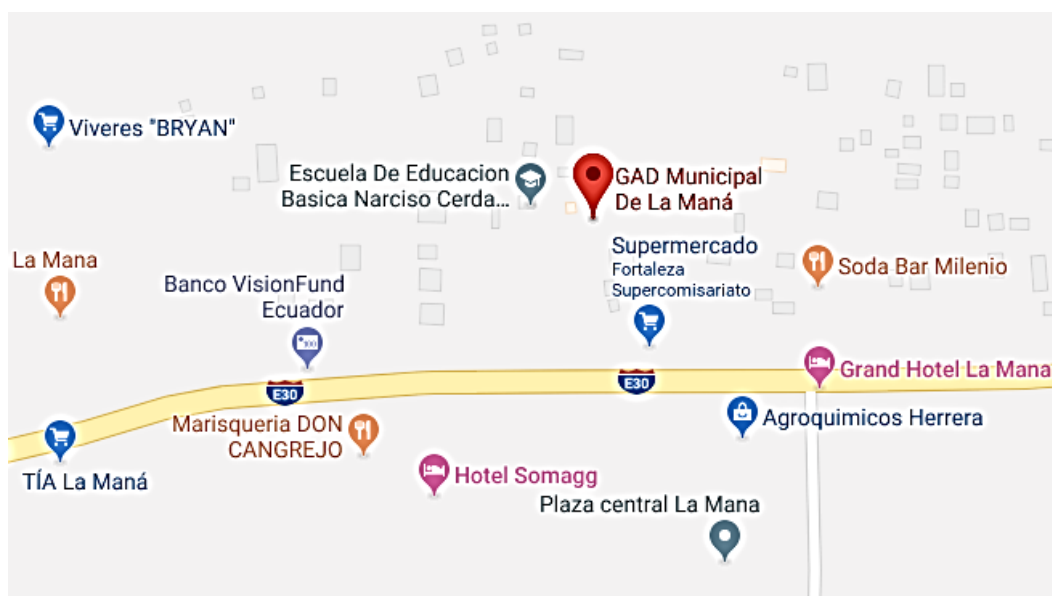 Viveres "BRYAN"
Escuela De Educacion
Basica Narciso Cerda...
GAD Municipal
De La Maná
Supermercado
Fortaleza
Supercomisariato
Soda Bar Milenio
La Mana
Banco VisionFund
Ecuador
100
Grand Hotel La Mana
E30
E30
Marisqueria DON
CANGREJO
Agroquimicos Herrera
TÍA La Maná
Hotel Somagg
Plaza central La Mana